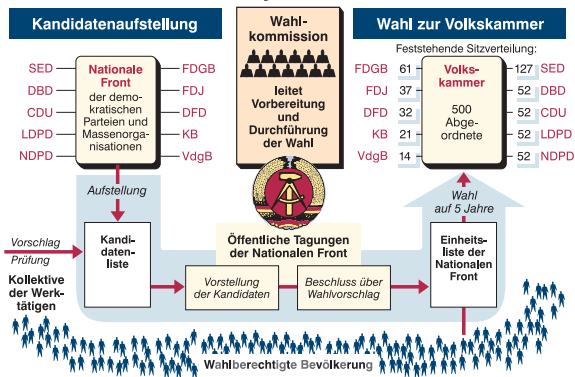 Kandidatenaufstellung
SED
DBD
CDU
LDPD
NDPD
Nationale
Front
der demo-
kratischen
Parteien und
Massenorga-
nisationen
FDGB
FDJ
DFD
KB
VdgB
Wahl-
kommission
leitet
Vorbereitung
und
Durchführung
der Wahl
Wahl zur Volkskammer
Feststehende Sitzverteilung:
FDGB 61
FDJ 37
DFD 32
KB 21
VdgB 14
Volks-
kammer
500
Abge-
ordnete
127 SED
52 DBD
52 CDU
52 LDPD
52 NDPD
Aufstellung
Wahl
auf 5 Jahre
Vorschlag
Prüfung
Kollektive
der Werk-
tätigen
Kandi-
daten-
liste
Öffentliche Tagungen
der Nationalen Front
Vorstellung
der Kandidaten
Beschluss über
Wahlvorschlag
Einheits-
liste der
Nationalen
Front
Wahlberechtigte Bevölkerung